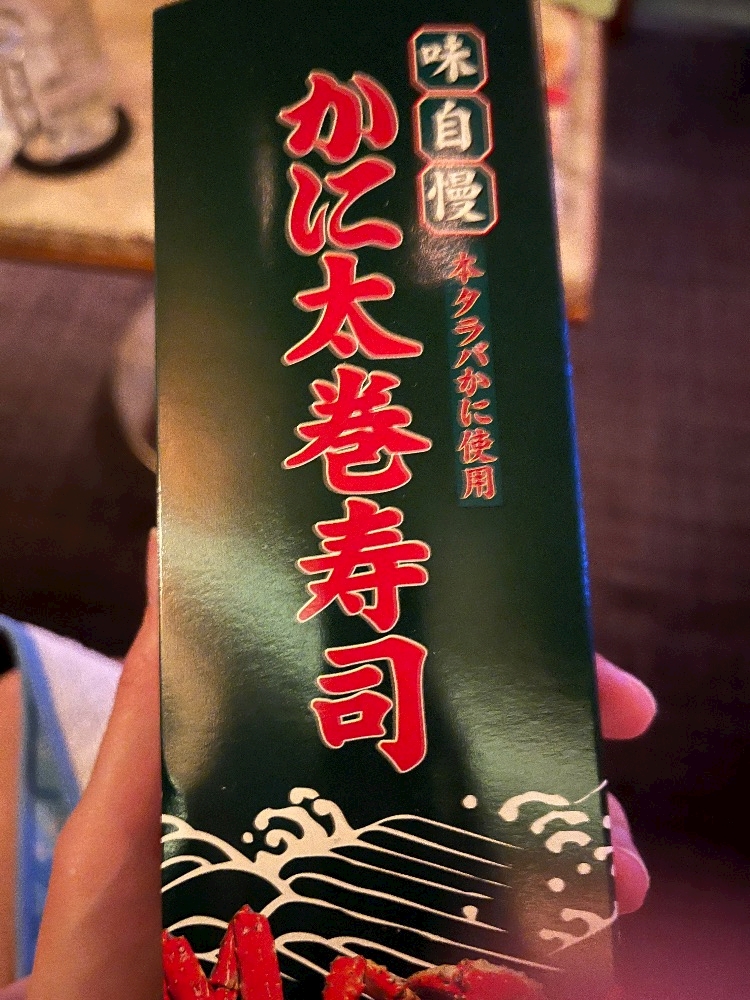 味自慢
本タラバかに使用
かに太巻寿司